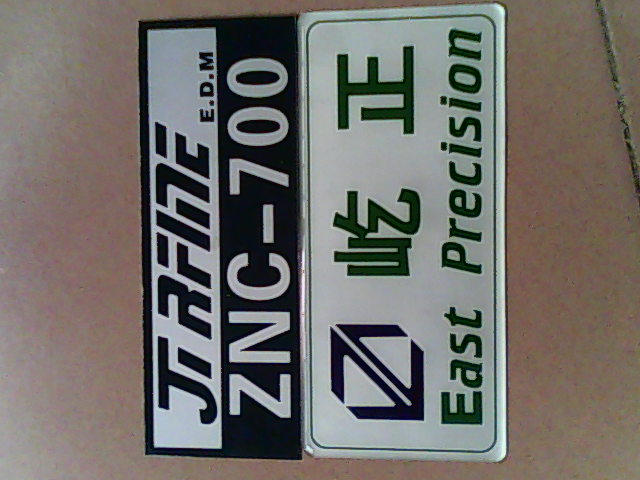 JIRFINE E.D.M
ZNC-700
屹正
East Precision